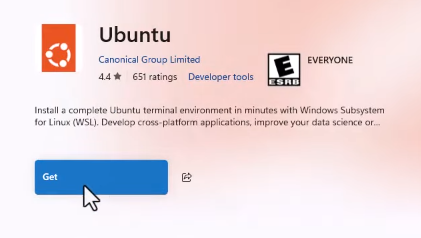 Ubuntu
Canonical Group Limited
4.4 ★ 651 ratings Developer tools
E
ESRB
EVERYONE
Install a complete Ubuntu terminal environment in minutes with Windows Subsystem
for Linux (WSL). Develop cross-platform applications, improve your data science or...
Get